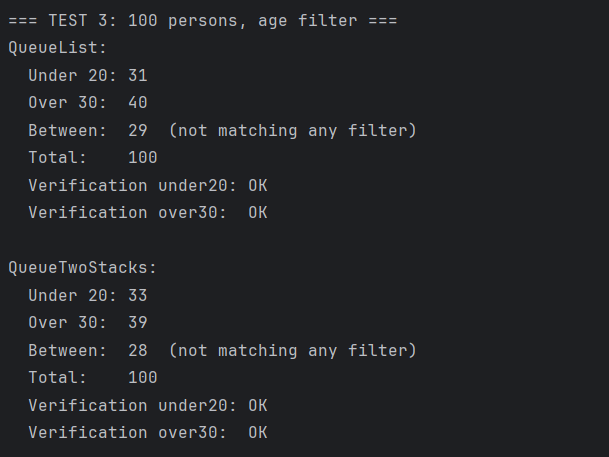 === TEST 3: 100 persons, age filter ===
QueueList:
  Under 20: 31
  Over 30:  40
  Between:  29  (not matching any filter)
  Total:    100
  Verification under20: OK
  Verification over30:  OK

QueueTwoStacks:
  Under 20: 33
  Over 30:  39
  Between:  28  (not matching any filter)
  Total:    100
  Verification under20: OK
  Verification over30:  OK